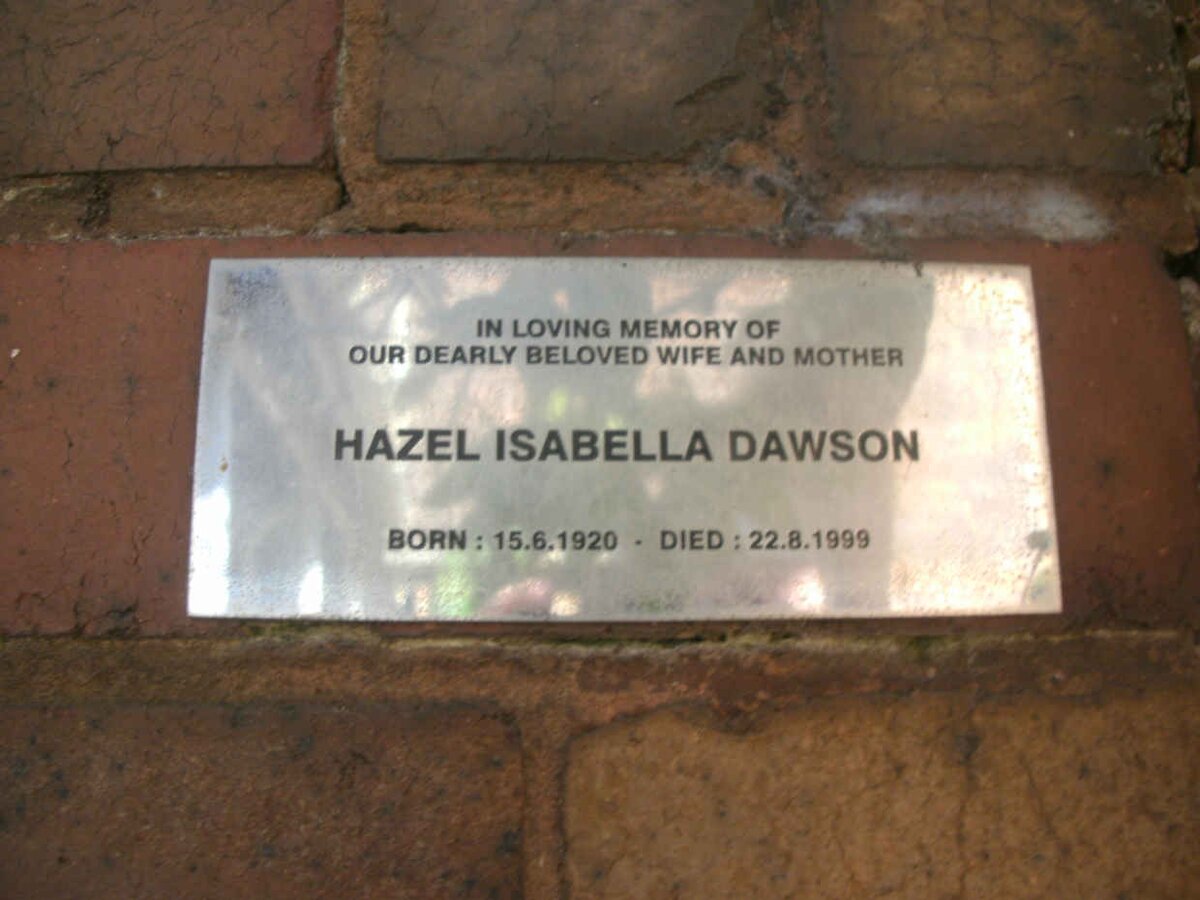 IN LOVING MEMORY OF
OUR DEARLY BELOVED WIFE AND MOTHER
HAZEL ISABELLA DAWSON
BORN : 15.6.1920 - DIED : 22.8.1999